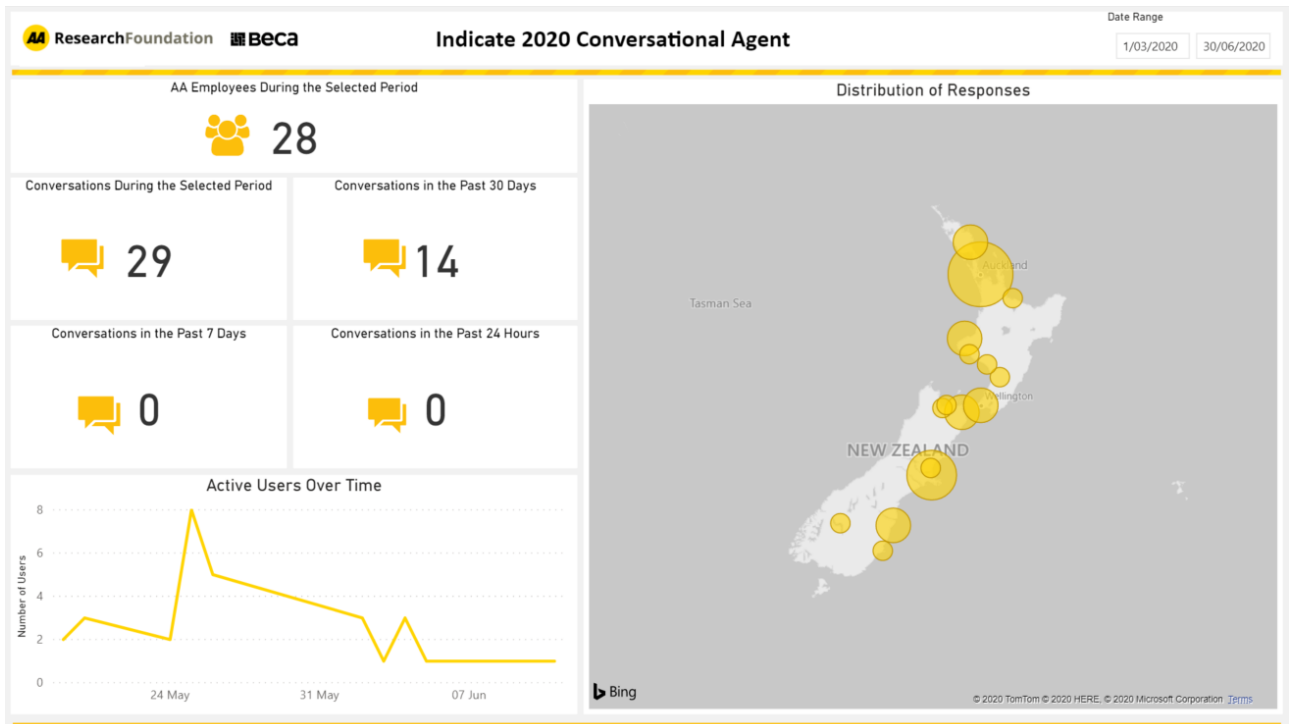 AA ResearchFoundation Beca
Indicate 2020 Conversational Agent
Date Range
1/03/2020 30/06/2020
AA Employees During the Selected Period
28
Conversations During the Selected Period
29
Conversations in the Past 30 Days
14
Conversations in the Past 7 Days
0
Conversations in the Past 24 Hours
0
Active Users Over Time
Number of Users
8
6
4
2
0
24 May 31 May 07 Jun
Distribution of Responses
Auckland
Tasman Sea
Wellington
NEW ZEALAND
Bing
© 2020 TomTom © 2020 HERE, © 2020 Microsoft Corporation Terms